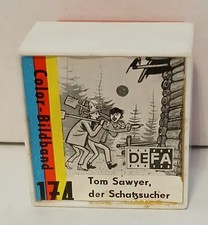 Color-Bildband
DEFA
174
Tom Sawyer,
der Schatzsucher